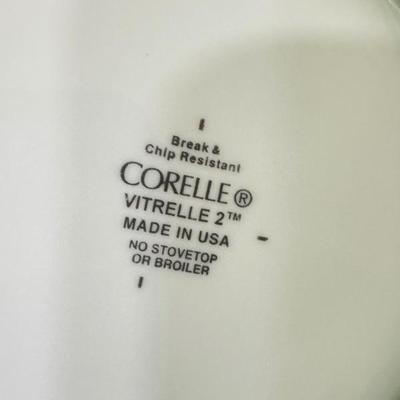 Break &
Chip Resistant
CORELLE®
VITRELLE 2™
MADE IN USA
NO STOVETOP
OR BROILER